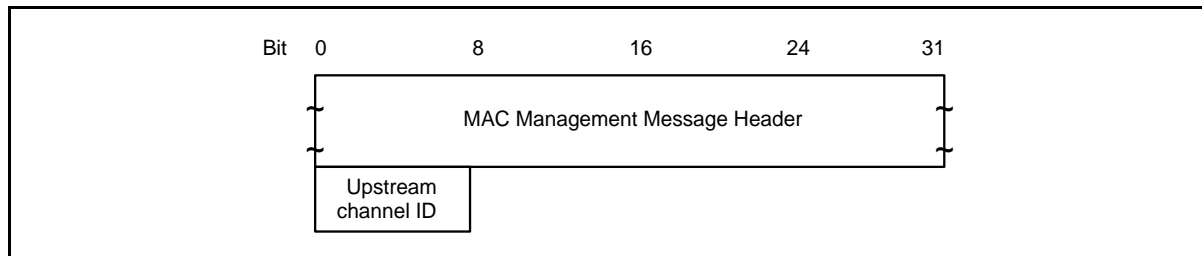 Bit 0 8 16 24 31
MAC Management Message Header
Upstream
channel ID